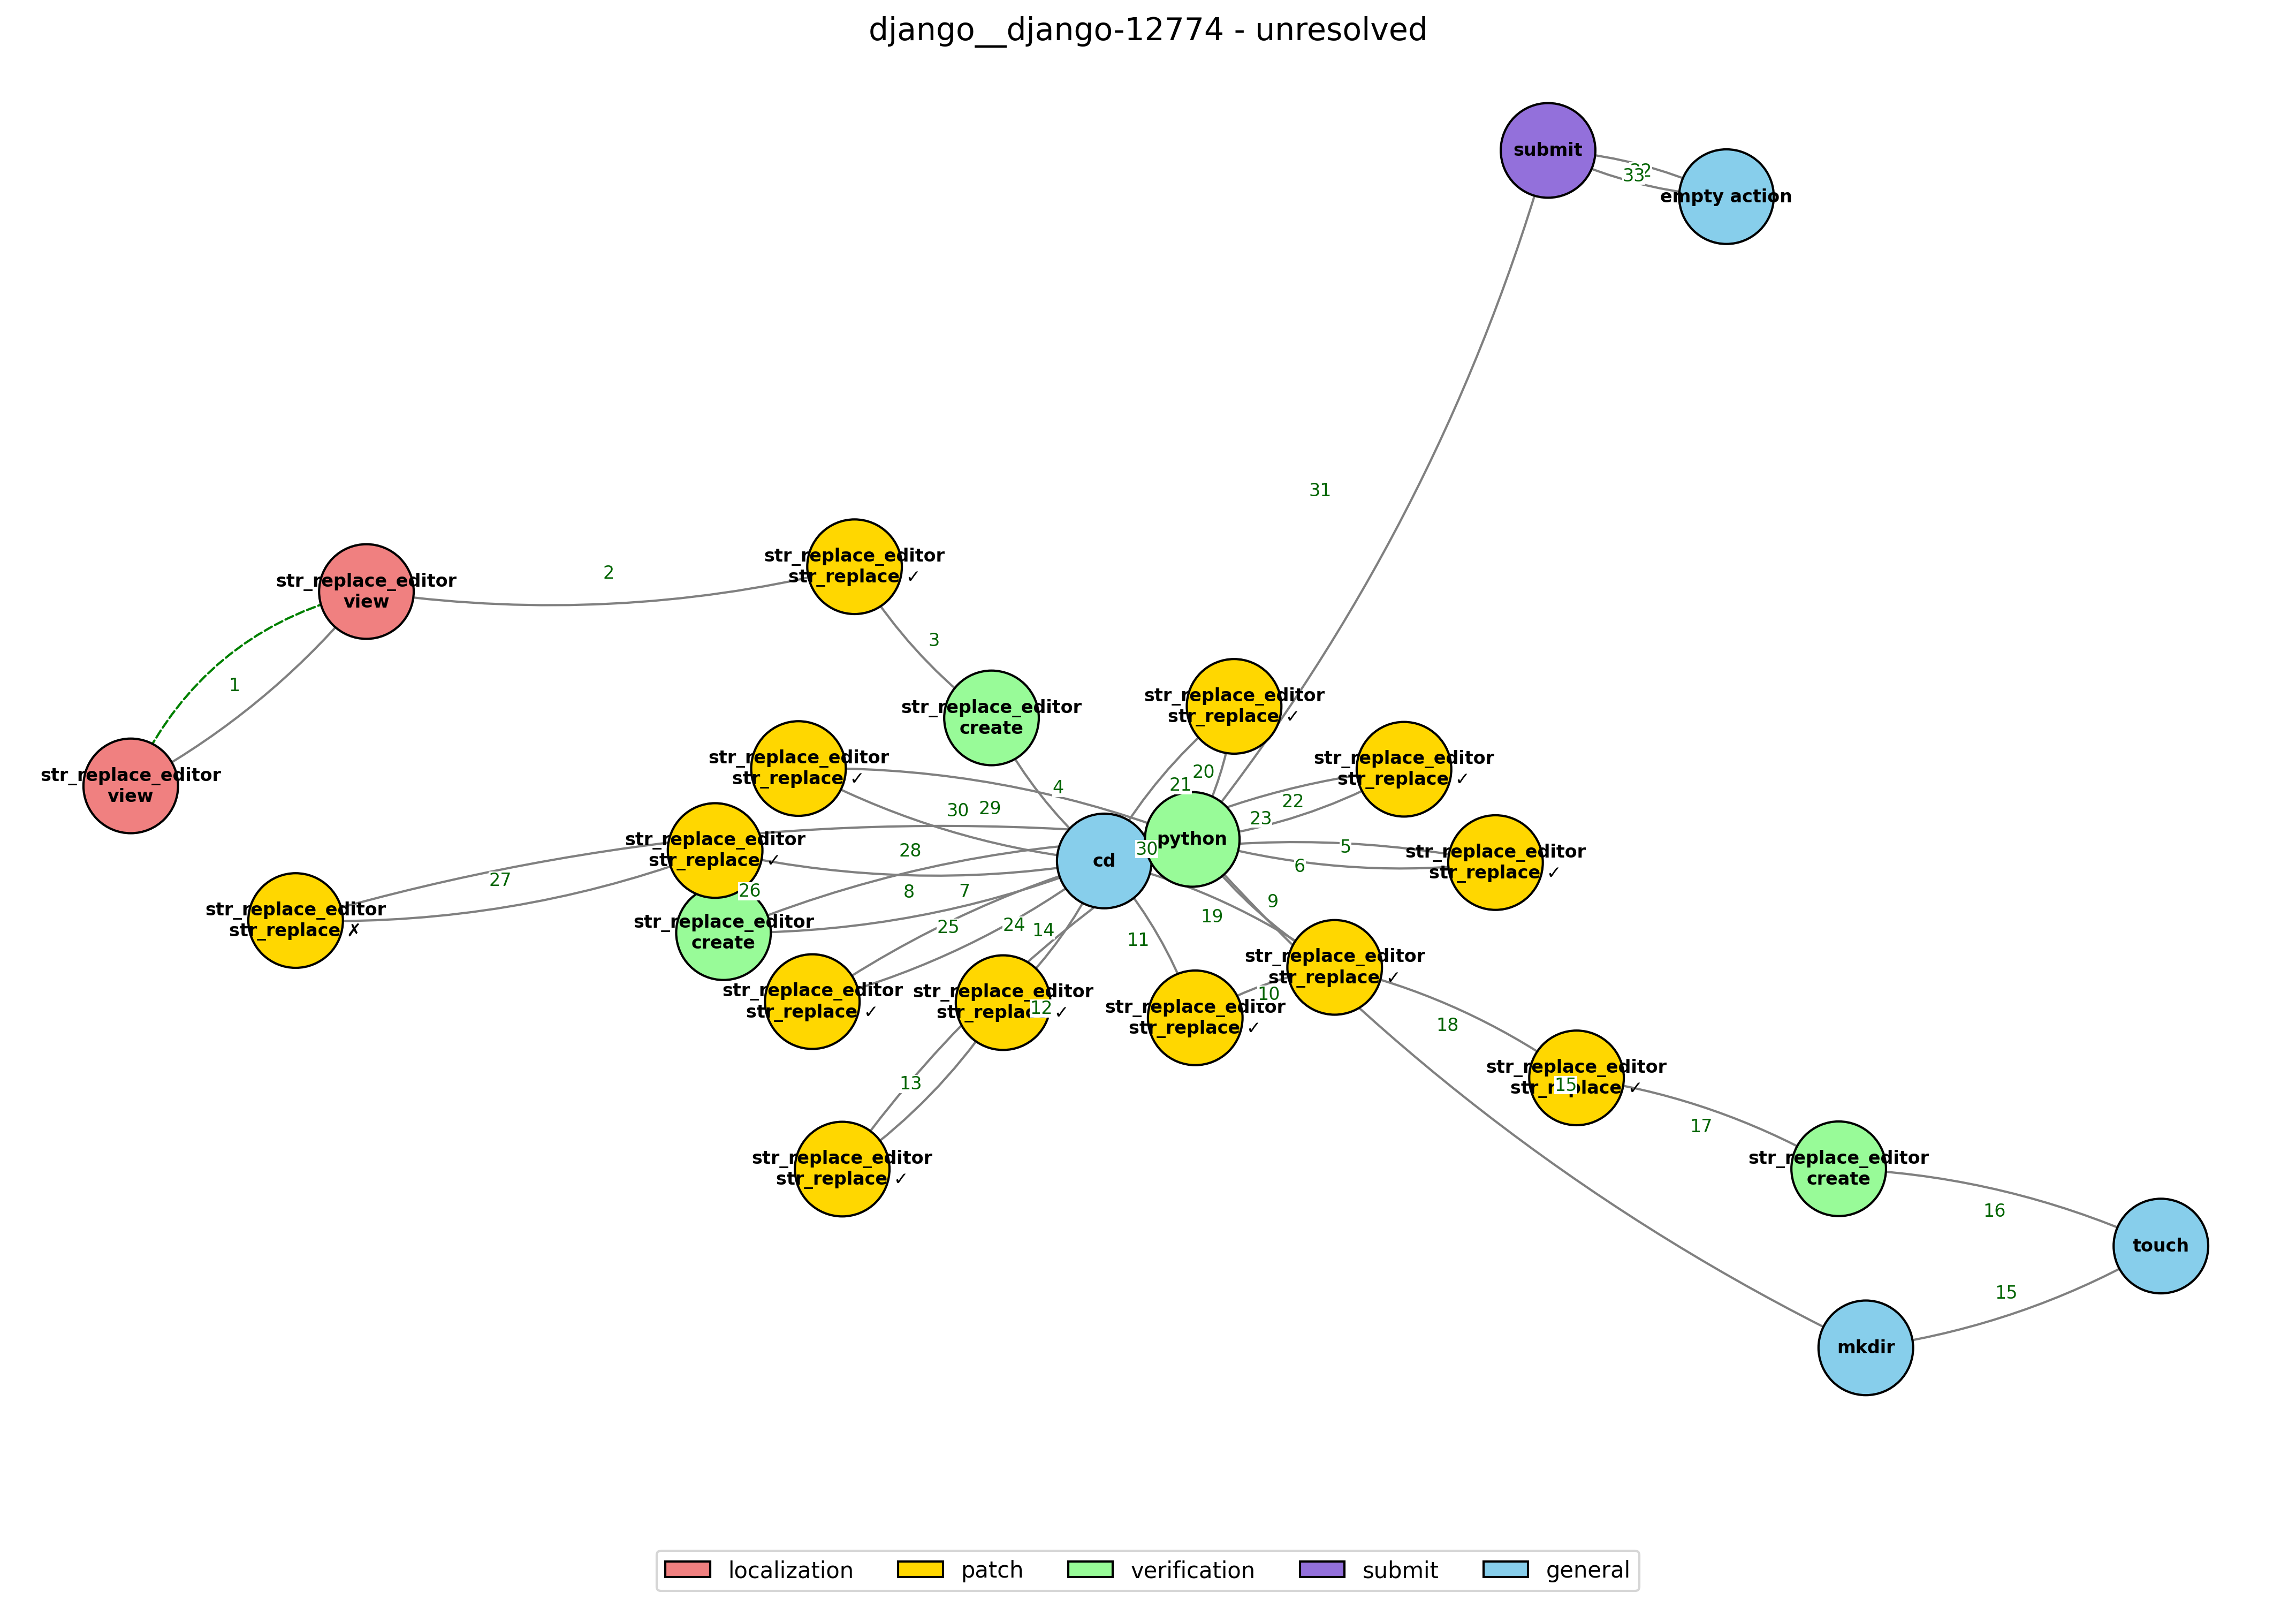 django__django-12774 - unresolved
submit
32
33
empty action
31
str_replace_editor
str_replace ✓
2
str_replace_editor
view
3
1
str_replace_editor
create
str_replace_editor
str_replace ✓
str_replace_editor
view
str_replace_editor
str_replace ✓
4
21
20
str_replace_editor
str_replace ✓
22
23
30
29
str_replace_editor
str_replace ✓
28
cd
30
python
5
6
str_replace_editor
str_replace ✓
27
26
8
7
9
str_replace_editor
str_replace ✗
str_replace_editor
create
25
24
14
11
19
str_replace_editor
str_replace ✓
str_replace_editor
str_replace ✓
str_replace_editor
str_replace ✓
12
str_replace_editor
str_replace ✓
10
18
13
str_replace_editor
str_replace ✓
15
17
str_replace_editor
str_replace ✓
str_replace_editor
create
16
touch
15
mkdir
localization
patch
verification
submit
general